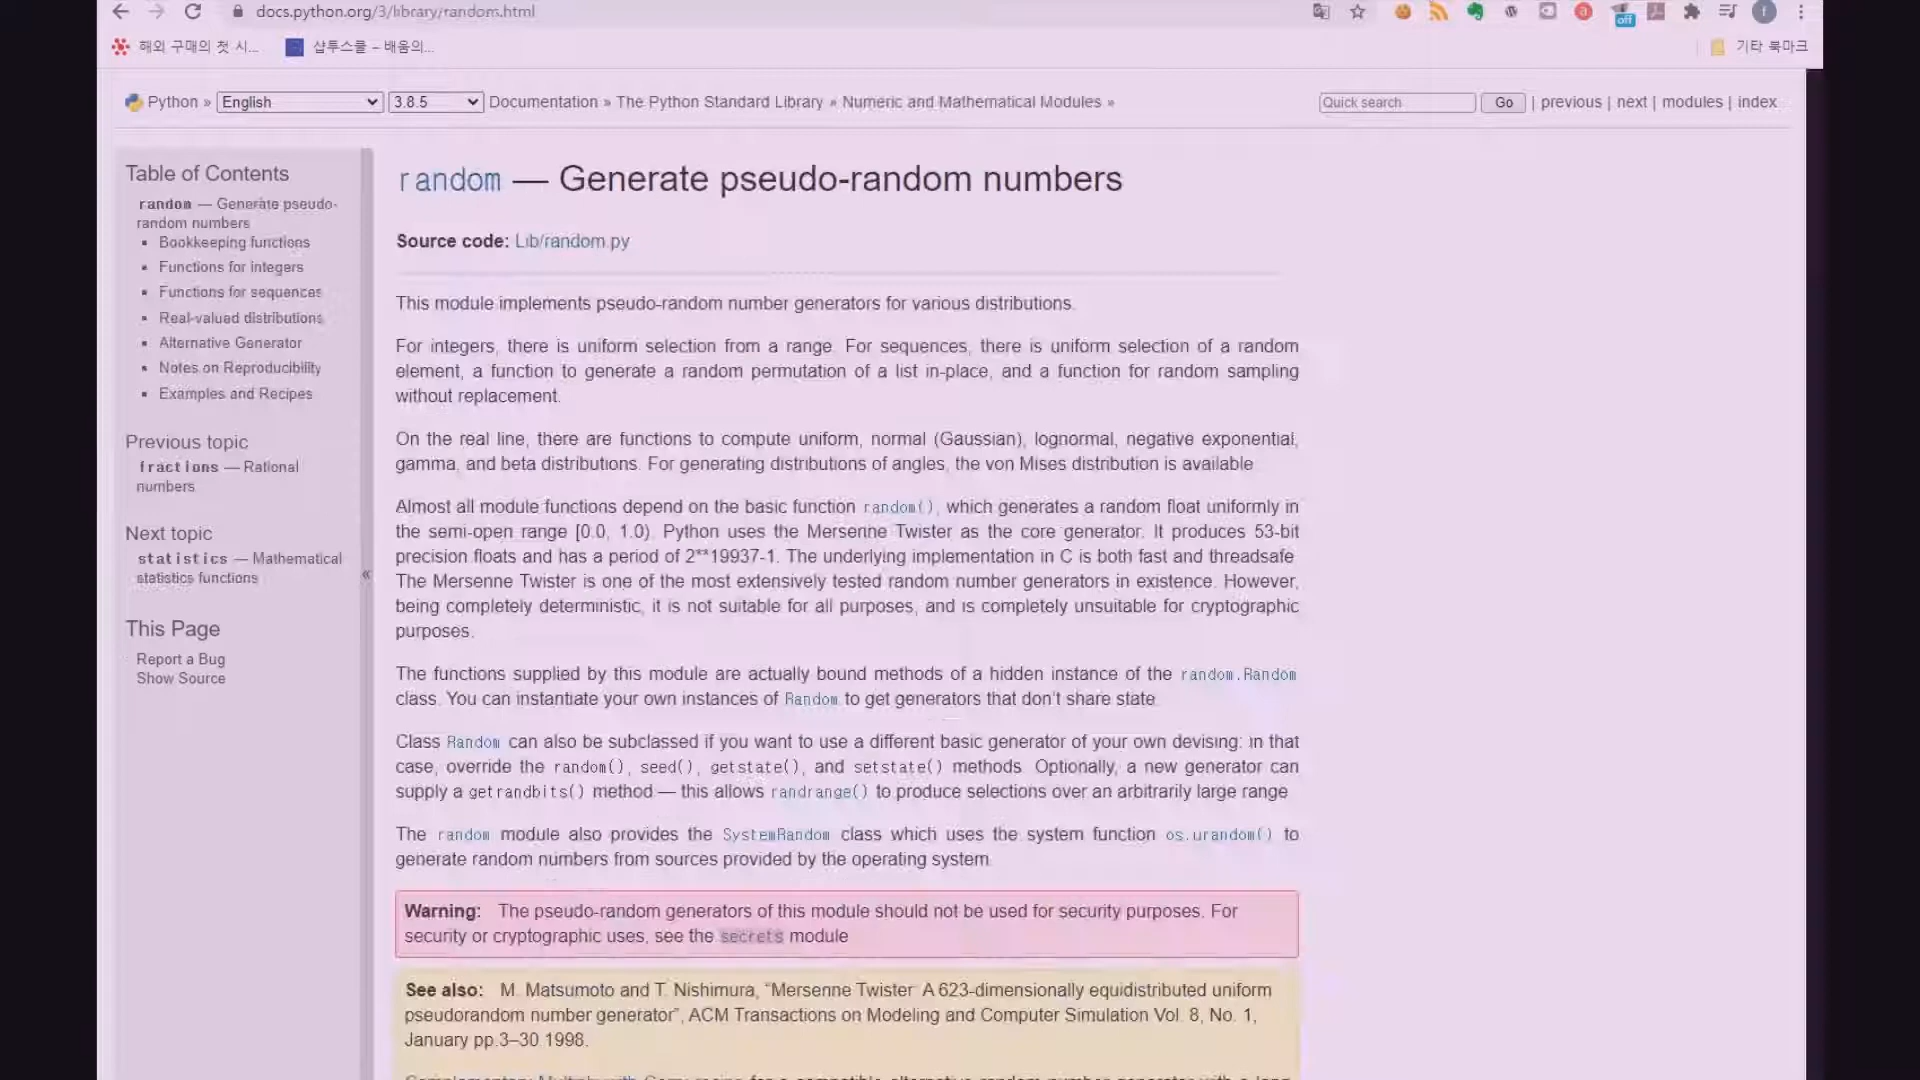 docs.python.org/3/library/random.html
off
f
해외 구매의 첫 시...
샵투스쿨 – 배움의...
기타 북마크
Python » English 3.8.5 Documentation » The Python Standard Library » Numeric and Mathematical Modules »
Quick search Go | previous | next | modules | index
Table of Contents
random — Generate pseudo-
random numbers
Bookkeeping functions
Functions for integers
Functions for sequences
Real-valued distributions
Alternative Generator
Notes on Reproducibility
Examples and Recipes
Previous topic
fractions — Rational
numbers
Next topic
statistics — Mathematical
statistics functions
«
This Page
Report a Bug
Show Source
random — Generate pseudo-random numbers
Source code: Lib/random.py
This module implements pseudo-random number generators for various distributions.
For integers, there is uniform selection from a range. For sequences, there is uniform selection of a random
element, a function to generate a random permutation of a list in-place, and a function for random sampling
without replacement.
On the real line, there are functions to compute uniform, normal (Gaussian), lognormal, negative exponential,
gamma, and beta distributions. For generating distributions of angles, the von Mises distribution is available.
Almost all module functions depend on the basic function random(), which generates a random float uniformly in
the semi-open range [0.0, 1.0). Python uses the Mersenne Twister as the core generator. It produces 53-bit
precision floats and has a period of 2**19937-1. The underlying implementation in C is both fast and threadsafe.
The Mersenne Twister is one of the most extensively tested random number generators in existence. However,
being completely deterministic, it is not suitable for all purposes, and is completely unsuitable for cryptographic
purposes.
The functions supplied by this module are actually bound methods of a hidden instance of the random.Random
class. You can instantiate your own instances of Random to get generators that don't share state.
Class Random can also be subclassed if you want to use a different basic generator of your own devising: in that
case, override the random(), seed(), getstate(), and setstate() methods. Optionally, a new generator can
supply a getrandbits() method — this allows randrange() to produce selections over an arbitrarily large range.
The random module also provides the SystemRandom class which uses the system function os.urandom() to
generate random numbers from sources provided by the operating system.
Warning: The pseudo-random generators of this module should not be used for security purposes. For
security or cryptographic uses, see the secrets module.
See also: M. Matsumoto and T. Nishimura, "Mersenne Twister: A 623-dimensionally equidistributed uniform
pseudorandom number generator", ACM Transactions on Modeling and Computer Simulation Vol. 8, No. 1,
January pp.3–30 1998.